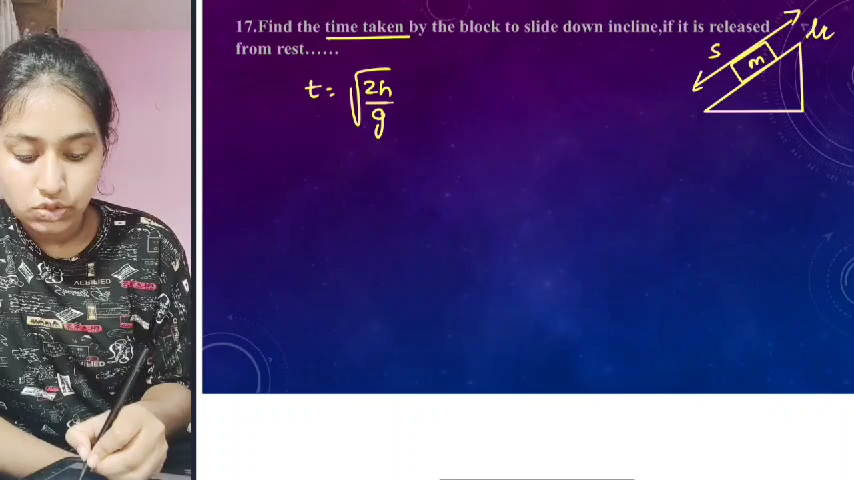 17.Find the time taken by the block to slide down incline,if it is released
from rest......
t = √2h/g
S
m